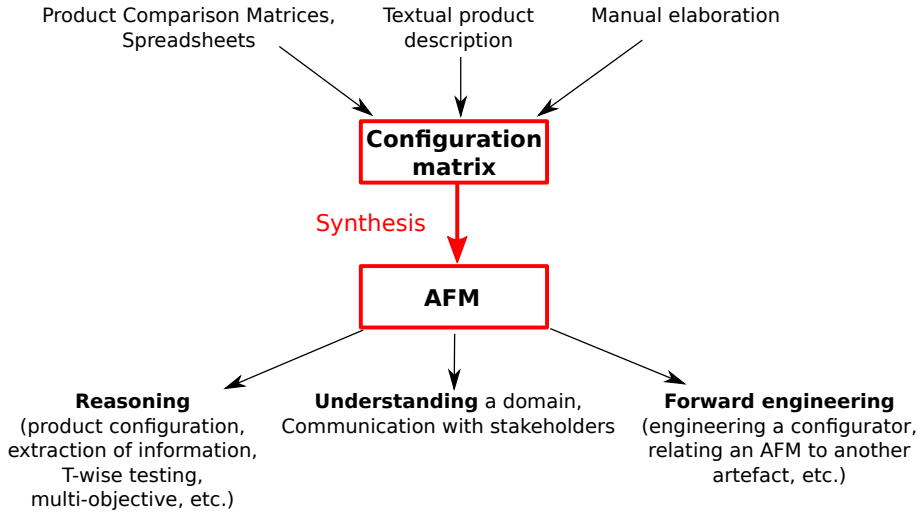 Product Comparison Matrices,
Spreadsheets
Textual product
description
Manual elaboration
Configuration
matrix
Synthesis
AFM
Reasoning
(product configuration,
extraction of information,
T-wise testing,
multi-objective, etc.)
Understanding a domain,
Communication with stakeholders
Forward engineering
(engineering a configurator,
relating an AFM to another
artefact, etc.)